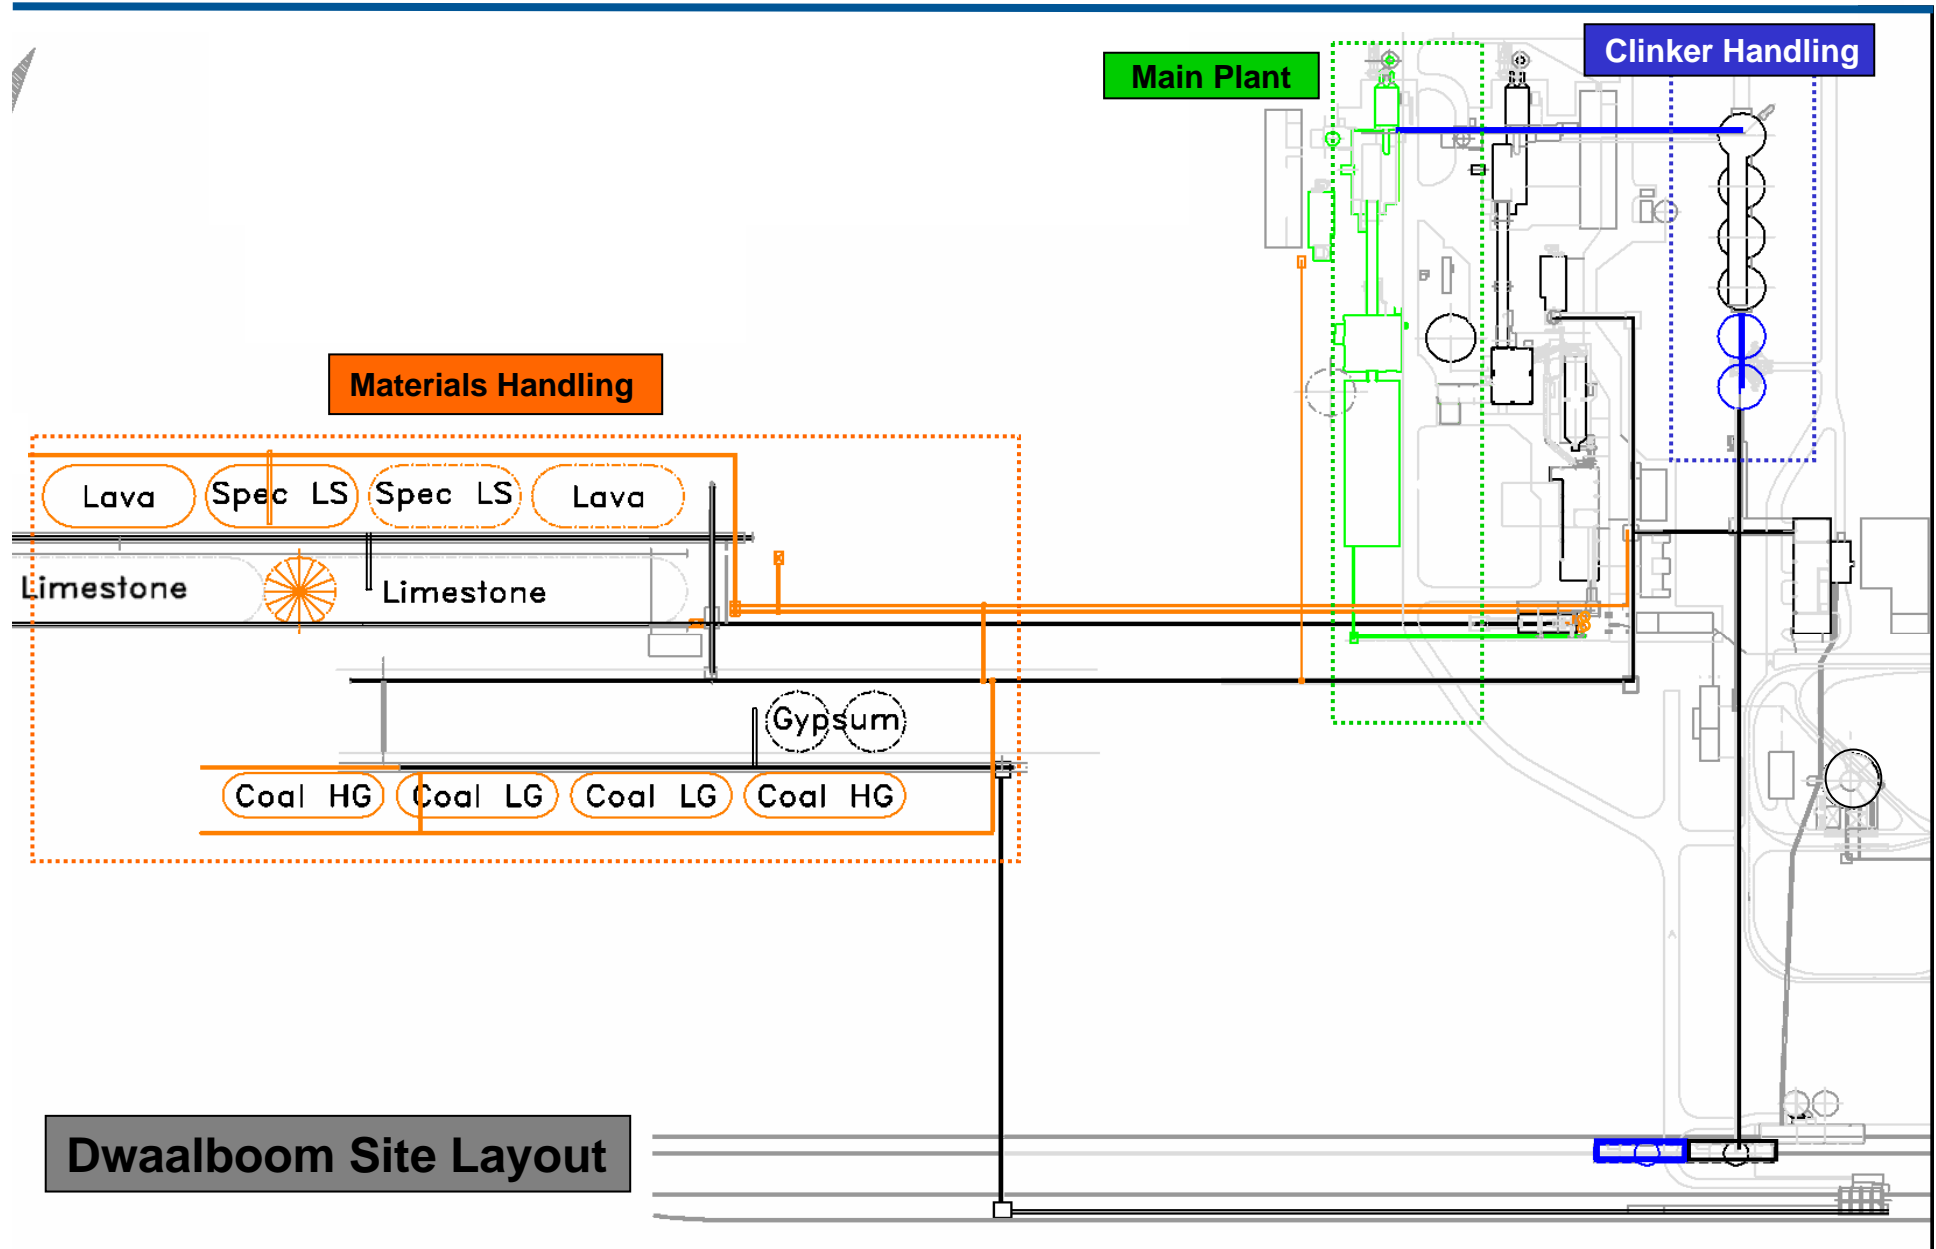 Clinker Handling
Main Plant
Materials Handling
Lava
Spec LS
Spec LS
Lava
Limestone
Limestone
Gypsum
Coal HG
Coal LG
Coal LG
Coal HG
Dwaalboom Site Layout